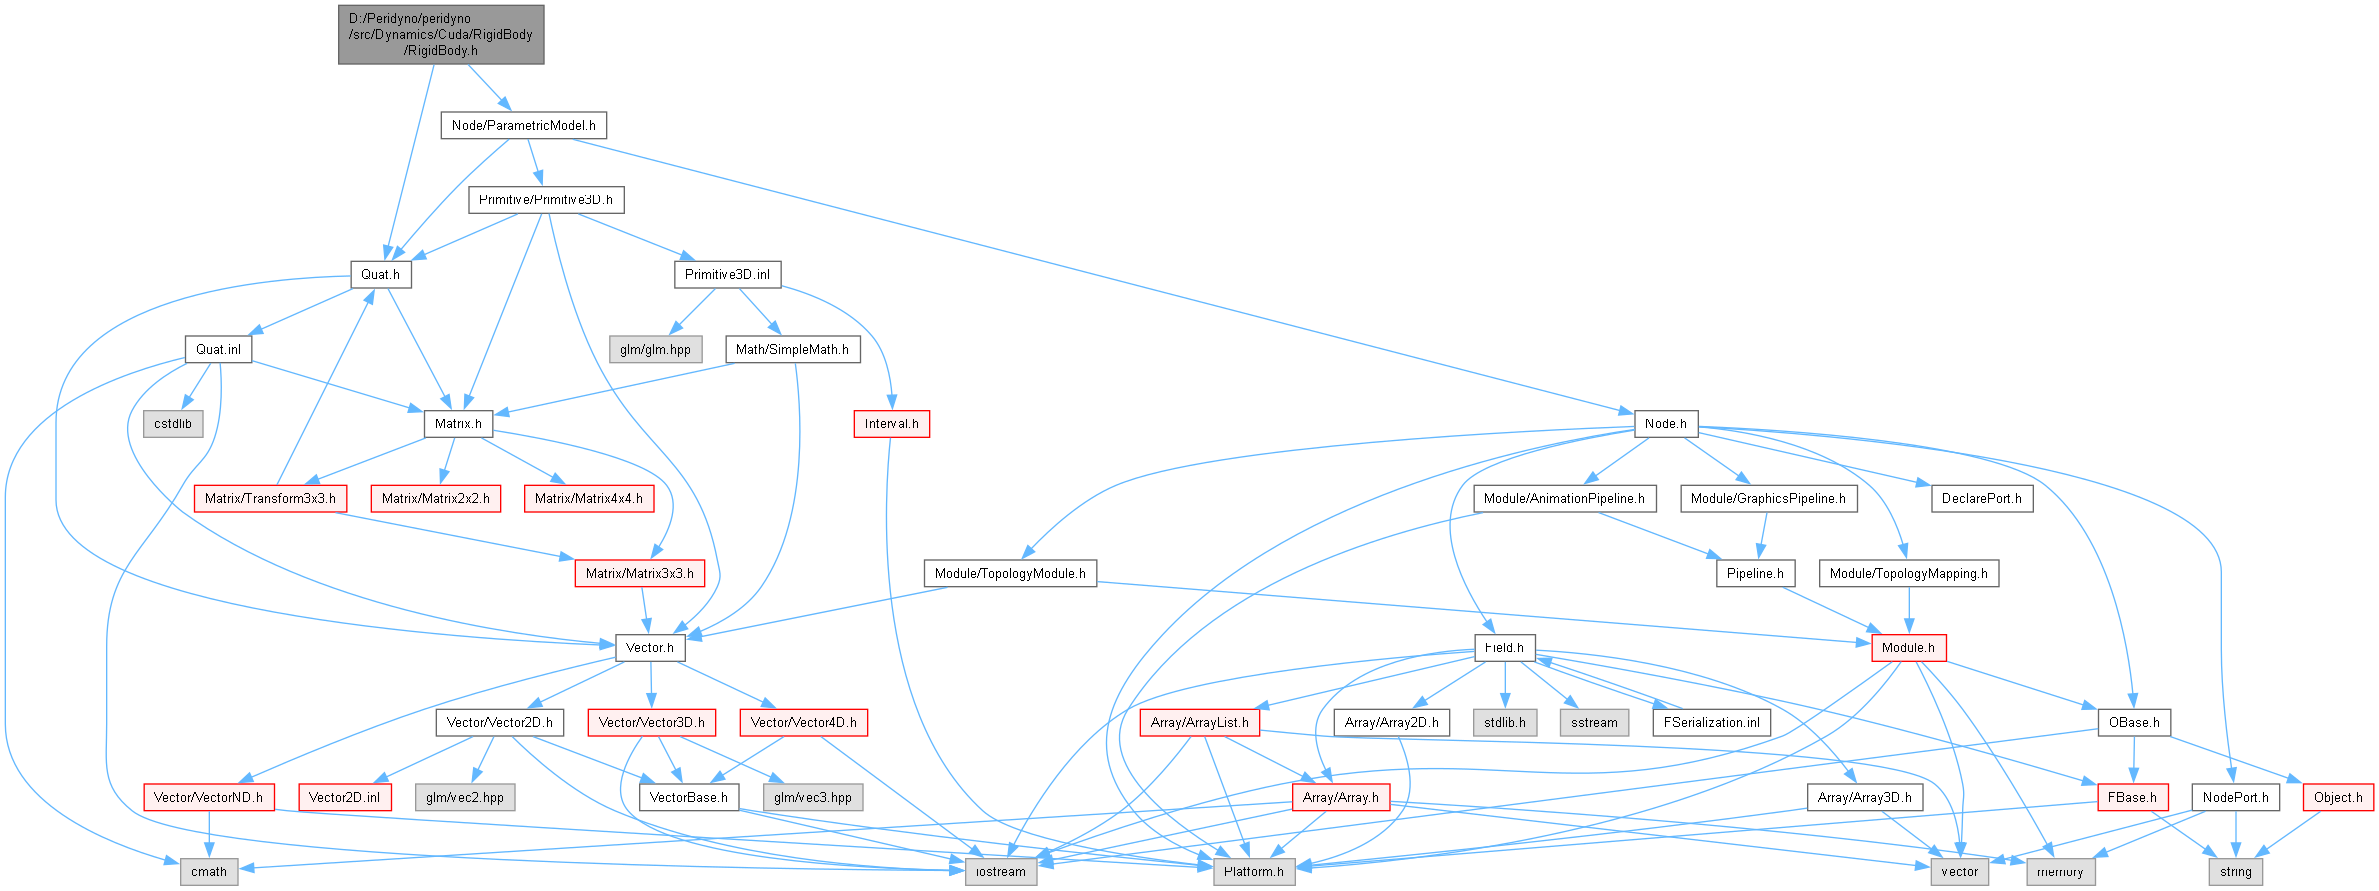 D:/Peridyno/peridyno
/src/Dynamics/Cuda/RigidBody
/RigidBody.h
Node/ParametricModel.h
Primitive/Primitive3D.h
Quat.h
Primitive3D.inl
Quat.inl
glm/glm.hpp
Math/SimpleMath.h
cstdlib
Matrix.h
Interval.h
Node.h
Matrix/Transform3x3.h
Matrix/Matrix2x2.h
Matrix/Matrix4x4.h
Module/AnimationPipeline.h
Module/GraphicsPipeline.h
DeclarePort.h
Matrix/Matrix3x3.h
Module/TopologyModule.h
Pipeline.h
Module/TopologyMapping.h
Vector.h
Field.h
Module.h
Vector/Vector2D.h
Vector/Vector3D.h
Vector/Vector4D.h
Array/ArrayList.h
Array/Array2D.h
stdlib.h
sstream
FSerialization.inl
OBase.h
Vector/VectorND.h
Vector2D.inl
glm/vec2.hpp
VectorBase.h
glm/vec3.hpp
Array/Array.h
Array/Array3D.h
FBase.h
NodePort.h
Object.h
cmath
iostream
Platform.h
vector
memory
string